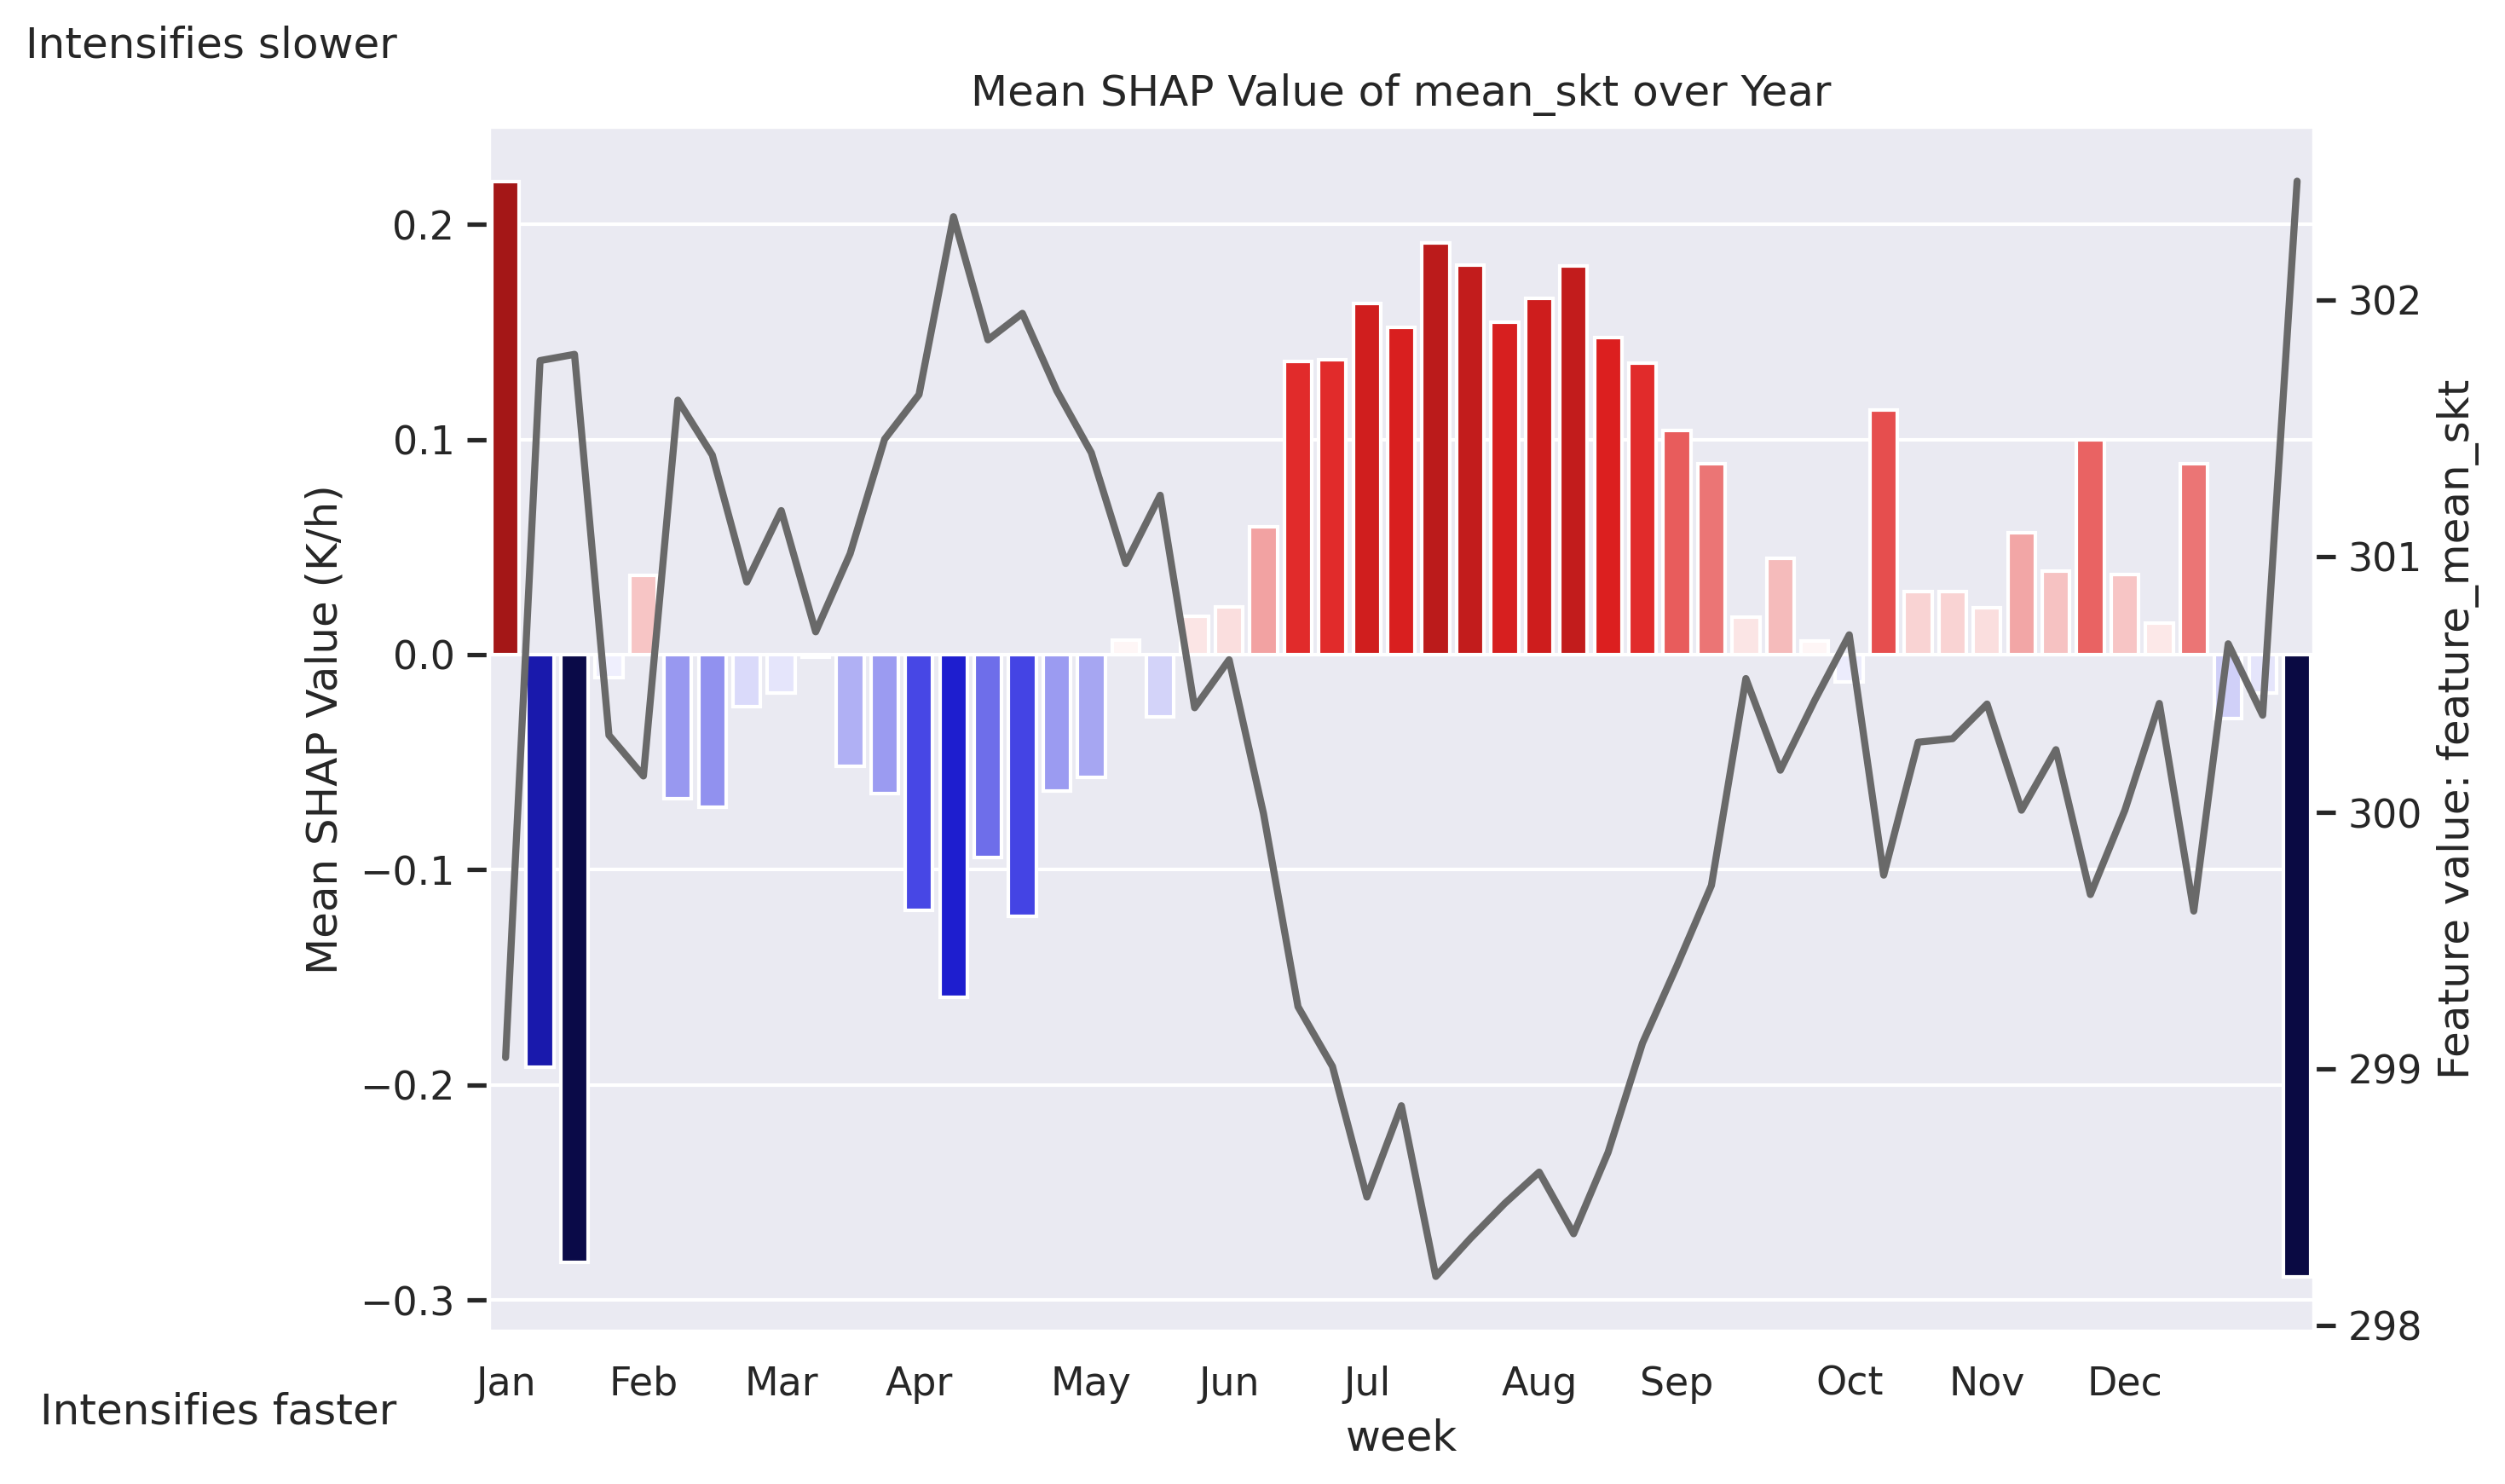 Intensifies slower
Mean SHAP Value of mean_skt over Year
Mean SHAP Value (K/h)
0.2
0.1
0.0
−0.1
−0.2
−0.3
302
301
300
299
298
Feature value: feature_mean_skt
Jan Feb Mar Apr May Jun Jul Aug Sep Oct Nov Dec
Intensifies faster
week